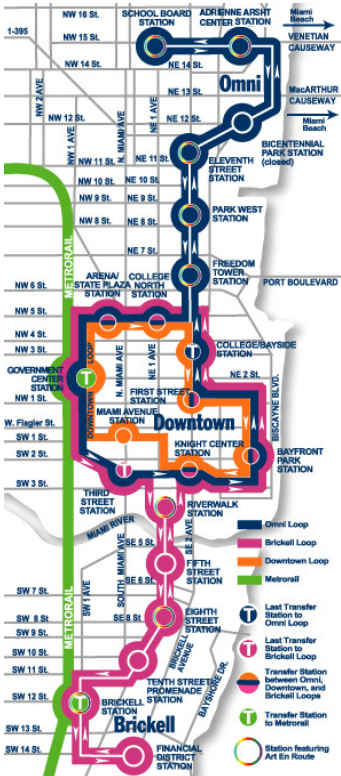 NW 16 St.
SCHOOL BOARD
STATION
ADRIENNE ARSHT
CENTER STATION
Miami
Beach
1-395
NW 15 St.
VENETIAN
CAUSEWAY
NW 14 St.
NE 14 St.
Omni
NE 13 St.
MacARTHUR
CAUSEWAY
NW 2 AVE
NW 12 St.
NW 1 AVE
N. MIAMI AVE
NE 1 AVE
NE 12 St.
Miami
Beach
BICENTENNIAL
PARK STATION
(closed)
NW 11 St.
NE 11 St.
ELEVENTH
STREET
STATION
NW 10 St.
NE 10 St.
NW 9 St.
NE 9 St.
PARK WEST
STATION
NW 8 St.
NE 8 St.
NE 7 St.
FREEDOM
TOWER
STATION
METRORAIL
NW 6 St.
ARENA/
STATE PLAZA
STATION
COLLEGE
NORTH
STATION
PORT BOULEVARD
NW 5 St.
NW 4 St.
NW 3 St.
COLLEGE/BAYSIDE
STATION
GOVERNMENT
CENTER
STATION
T
T
DOWNTOWN LOOP
N. MIAMI AVE
NE 1 AVE
NE 2 St.
NW 1 St.
FIRST STREET
STATION
MIAMI AVENUE
STATION
Downtown
BISCAYNE BLVD.
W. Flagler St.
SW 1 St.
SW 2 St.
KNIGHT CENTER
STATION
BAYFRONT
PARK
STATION
T
SW 3 St.
THIRD
STREET
STATION
RIVERWALK
STATION
MIAMI RIVER
SE 2 AVE
SE 5 St.
Omni Loop
Brickell Loop
Downtown Loop
Metrorail
FIFTH
STREET
STATION
SE 6 St.
SW 7 St.
SW 8 St
SW 1 AVE
SOUTH MIAMI AVE
SE 8 St
EIGHTH
STREET
STATION
T
Last Transfer
Station to
Omni Loop
SW 9 St.
METRORAIL
SW 10 St.
SW 11 St.
BRICKELL
AVENUE
BAYSHORE DR.
T
Last Transfer
Station to
Brickell Loop
TENTH STREET
PROMENADE
STATION
Transfer Station
between Omni,
Downtown, and
Brickell Loops
SW 12 St.
T
BRICKELL
STATION
T
Transfer Station
to Metrorail
SW 13 St.
Brickell
SW 14 St.
FINANCIAL
DISTRICT
STATION
Station featuring
Art En Route